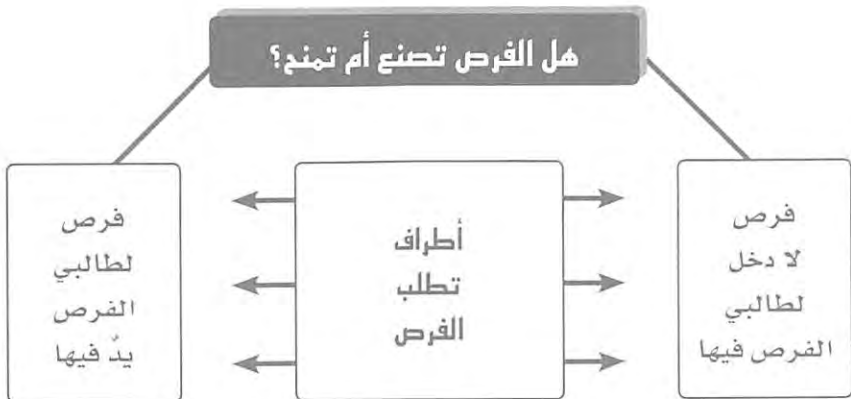 هل الفرص تصنع أم تمنح؟
فرص
لا دخل
لطالبي
الفرص فيها
أطراف
تطلب
الفرص
فرص
لطالبي
الفرص
يدٌ فيها